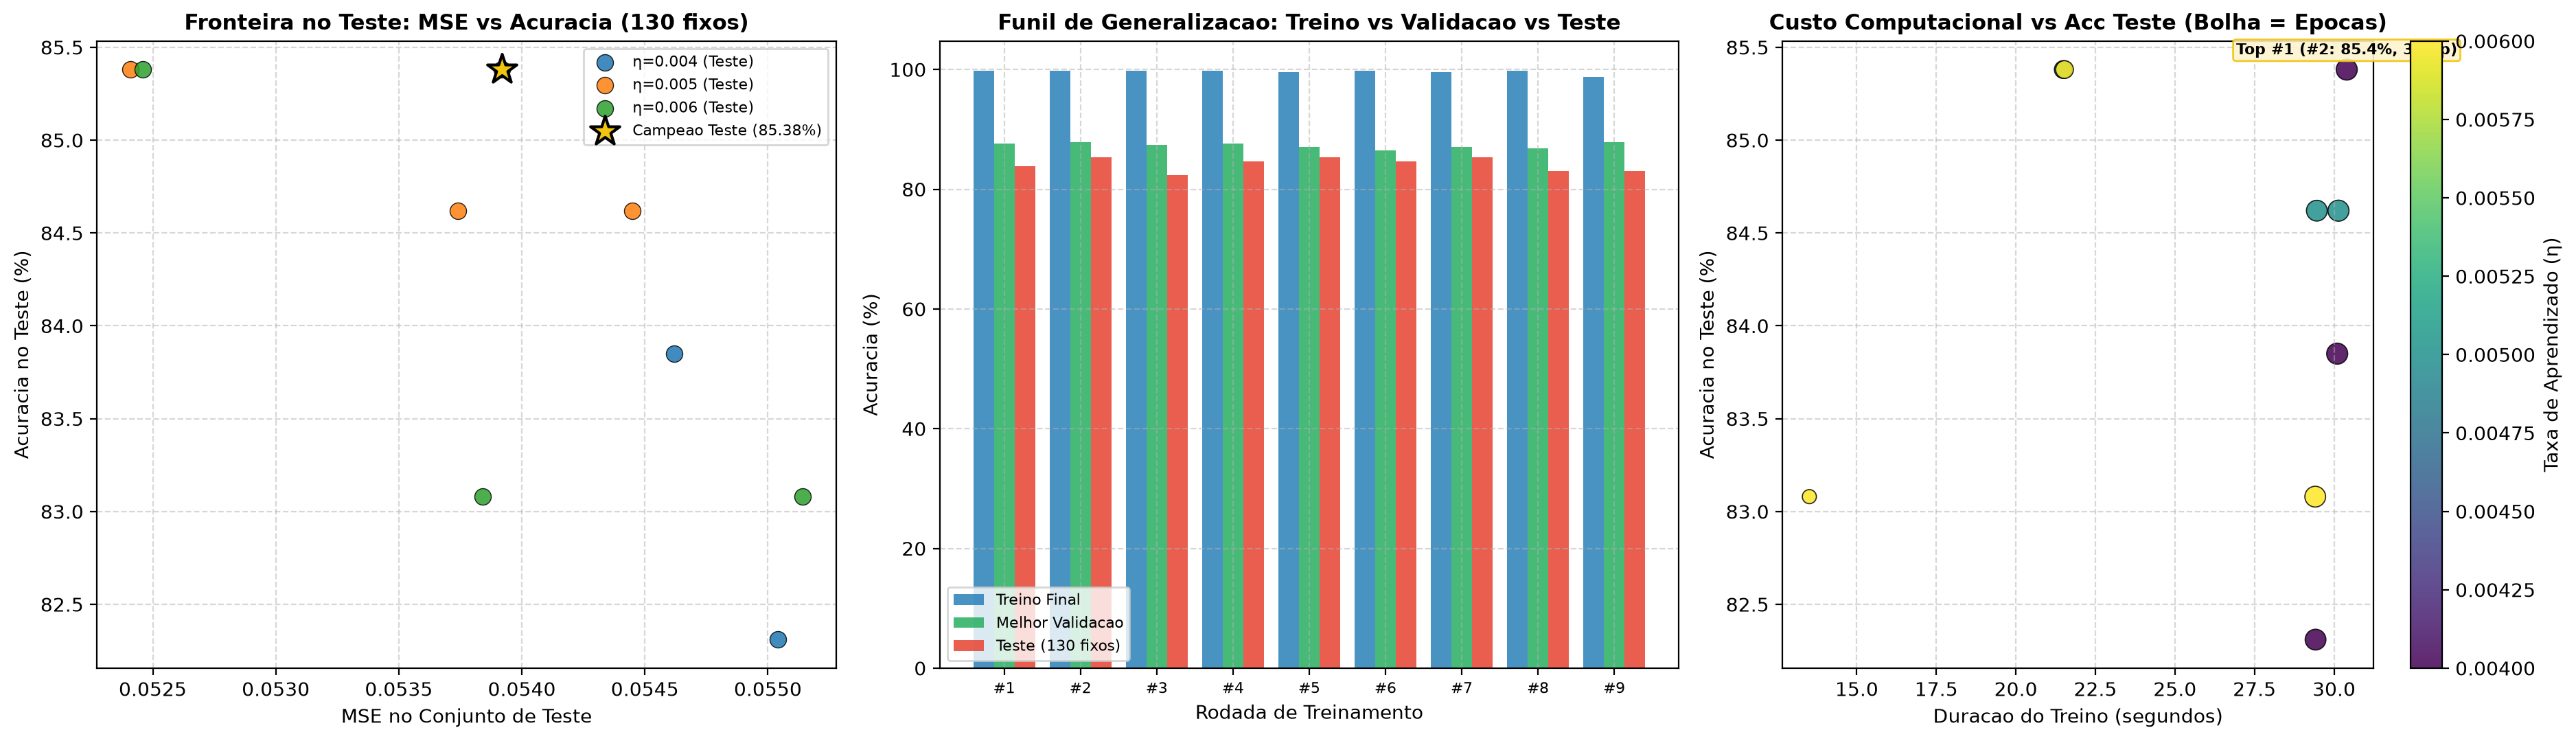 Fronteira no Teste: MSE vs Acuracia (130 fixos)
85.5
85.0
84.5
84.0
83.5
83.0
82.5
Acuracia no Teste (%)
η=0.004 (Teste)
η=0.005 (Teste)
η=0.006 (Teste)
Campeao Teste (85.38%)
0.0525
0.0530
0.0535
0.0540
0.0545
0.0550
MSE no Conjunto de Teste
Funil de Generalizacao: Treino vs Validacao vs Teste
100
80
60
40
20
0
Acuracia (%)
Treino Final
Melhor Validacao
Teste (130 fixos)
#1
#2
#3
#4
#5
#6
#7
#8
#9
Rodada de Treinamento
Custo Computacional vs Acc Teste (Bolha = Epocas)
Top #1 (#2: 85.4%,
85.5
85.0
84.5
84.0
83.5
83.0
82.5
Acuracia no Teste (%)
15.0
17.5
20.0
22.5
25.0
27.5
30.0
Duracao do Treino (segundos)
0.00600
0.00575
0.00550
0.00525
0.00500
0.00475
0.00450
0.00425
0.00400
Taxa de Aprendizado (η)